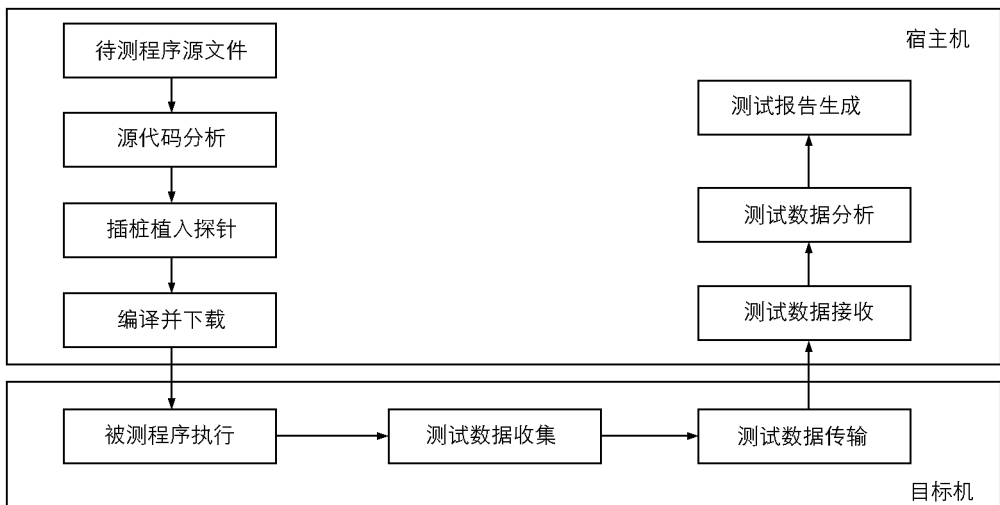 宿主机
待测程序源文件
源代码分析
插桩植入探针
编译并下载
测试报告生成
测试数据分析
测试数据接收
被测程序执行
测试数据收集
测试数据传输
目标机